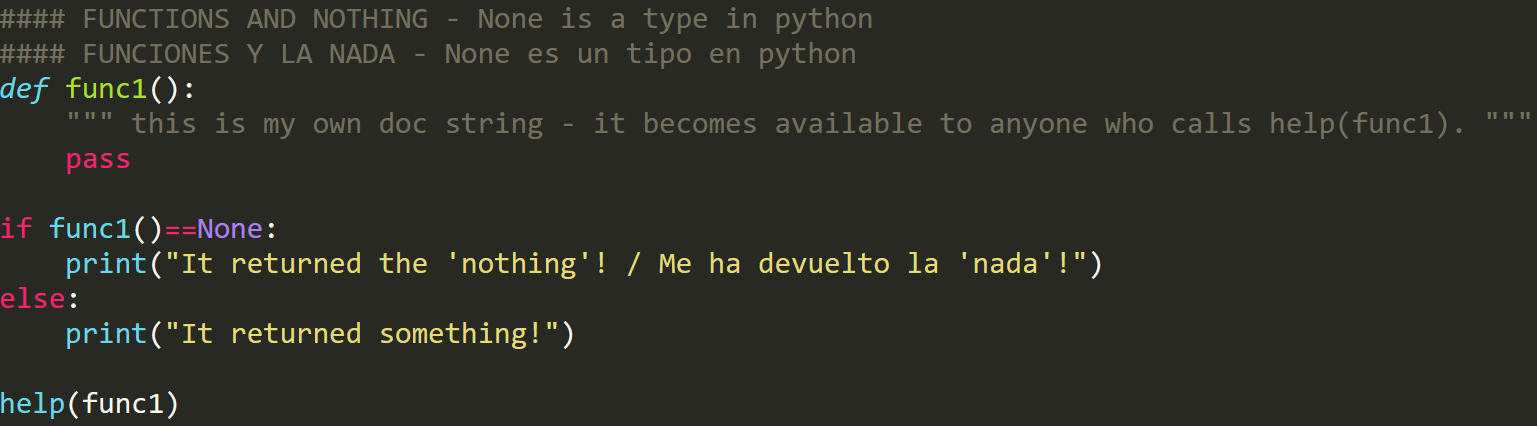 #### FUNCTIONS AND NOTHING - None is a type in python
#### FUNCIONES Y LA NADA - None es un tipo en python
def func1():
    """ this is my own doc string - it becomes available to anyone who calls help(func1). """
    pass

if func1()==None:
    print("It returned the 'nothing'! / Me ha devuelto la 'nada'!")
else:
    print("It returned something!")

help(func1)